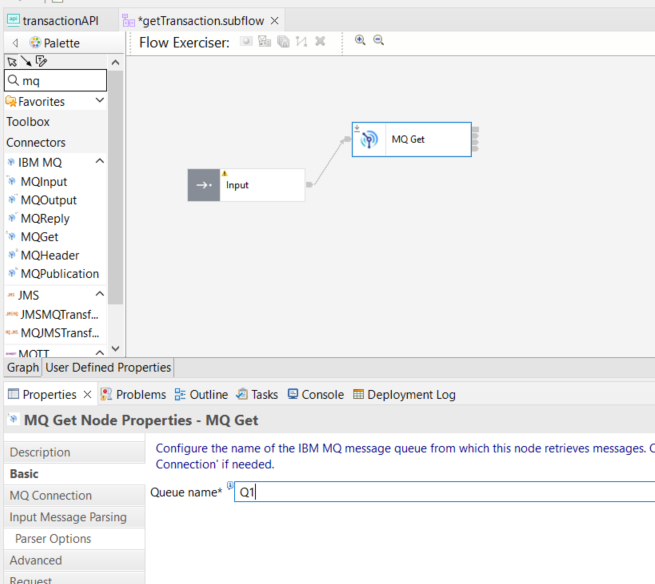 transactionAPI
*getTransaction.subflow
Palette
Flow Exerciser:
mq
Favorites
Toolbox
Connectors
IBM MQ
MQInput
MQOutput
MQReply
MQGet
MQHeader
MQPublication
JMS
JMSMQTransf...
MQJMSTransf...
MQTT
Input
MQ Get
Graph
User Defined Properties
Properties
Problems
Outline
Tasks
Console
Deployment Log
MQ Get Node Properties - MQ Get
Description
Basic
MQ Connection
Input Message Parsing
Parser Options
Advanced
Request
Configure the name of the IBM MQ message queue from which this node retrieves messages.
Connection' if needed.
Queue name*
Q1